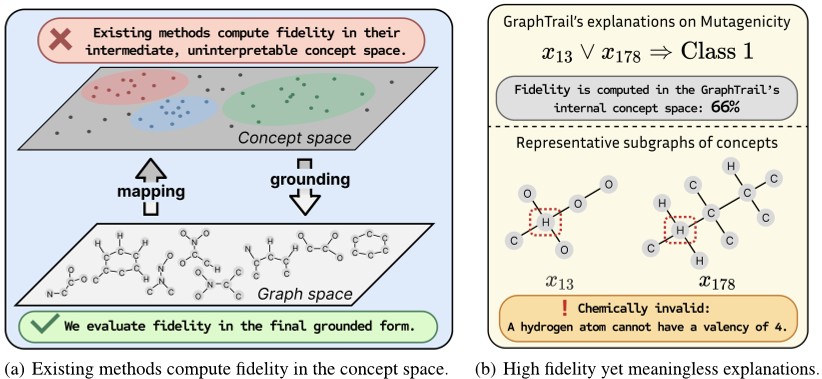 Existing methods compute fidelity in their
intermediate, uninterpretable concept space.
Concept space
mapping
grounding
Graph space
We evaluate fidelity in the final grounded form.
(a) Existing methods compute fidelity in the concept space.
GraphTrail's explanations on Mutagenicity
x13 ∨ x178 ⇒ Class 1
Fidelity is computed in the GraphTrail's
internal concept space: 66%
Representative subgraphs of concepts
O
O
O
H
C
O
x13
H
C
C
C
H
C
H
C
C
C
H
x178
! Chemically invalid:
A hydrogen atom cannot have a valency of 4.
(b) High fidelity yet meaningless explanations.